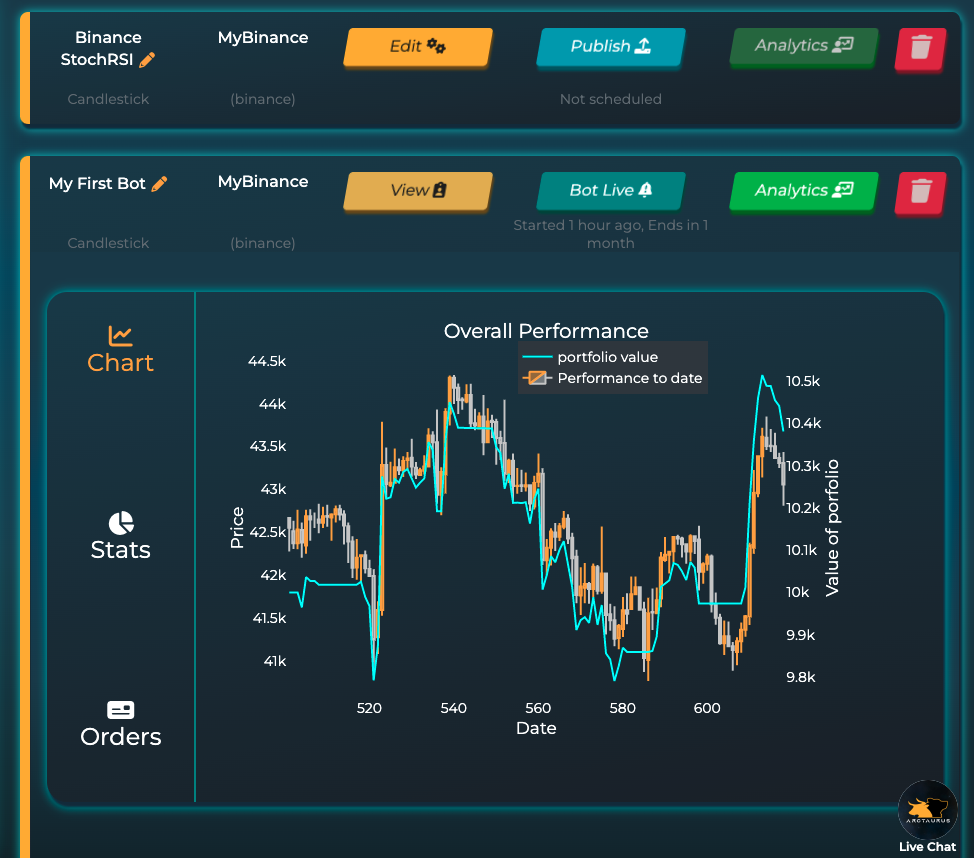 Binance
StochRSI
MyBinance
Edit
Publish
Analytics
Candlestick
(binance)
Not scheduled
My First Bot
MyBinance
View
Bot Live
Analytics
Started 1 hour ago, Ends in 1
month
Candlestick
(binance)
Chart
Stats
Orders
Overall Performance
portfolio value
Performance to date
44.5k
44k
43.5k
43k
42.5k
42k
41.5k
41k
Price
520
540
560
580
600
Date
10.5k
10.4k
10.3k
10.2k
10.1k
10k
9.9k
9.8k
Value of porfolio
ARCTAURUS
Live Chat